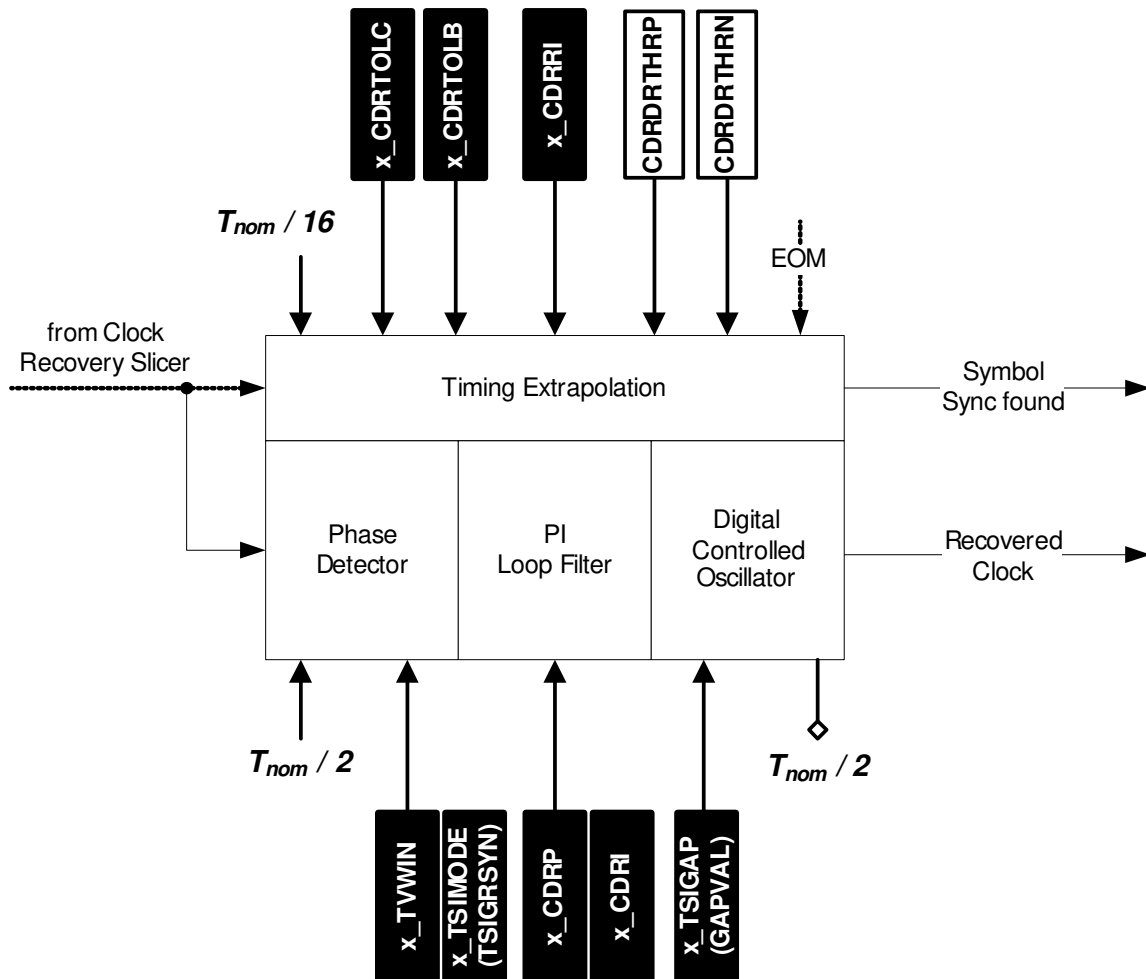 x_CDRTOLC
x_CDRTOLB
x_CDRRI
CDRDRTHRP
CDRDRTHRN
Tnom / 16
EOM
from Clock
Recovery Slicer
Timing Extrapolation
Symbol
Sync found
Phase
Detector
PI
Loop Filter
Digital
Controlled
Oscillator
Recovered
Clock
Tnom / 2
Tnom / 2
x_TVWIN
x_TSIMODE
(TSIGRSYN)
x_CDRP
x_CDRI
x_TSIGAP
(GAPVAL)